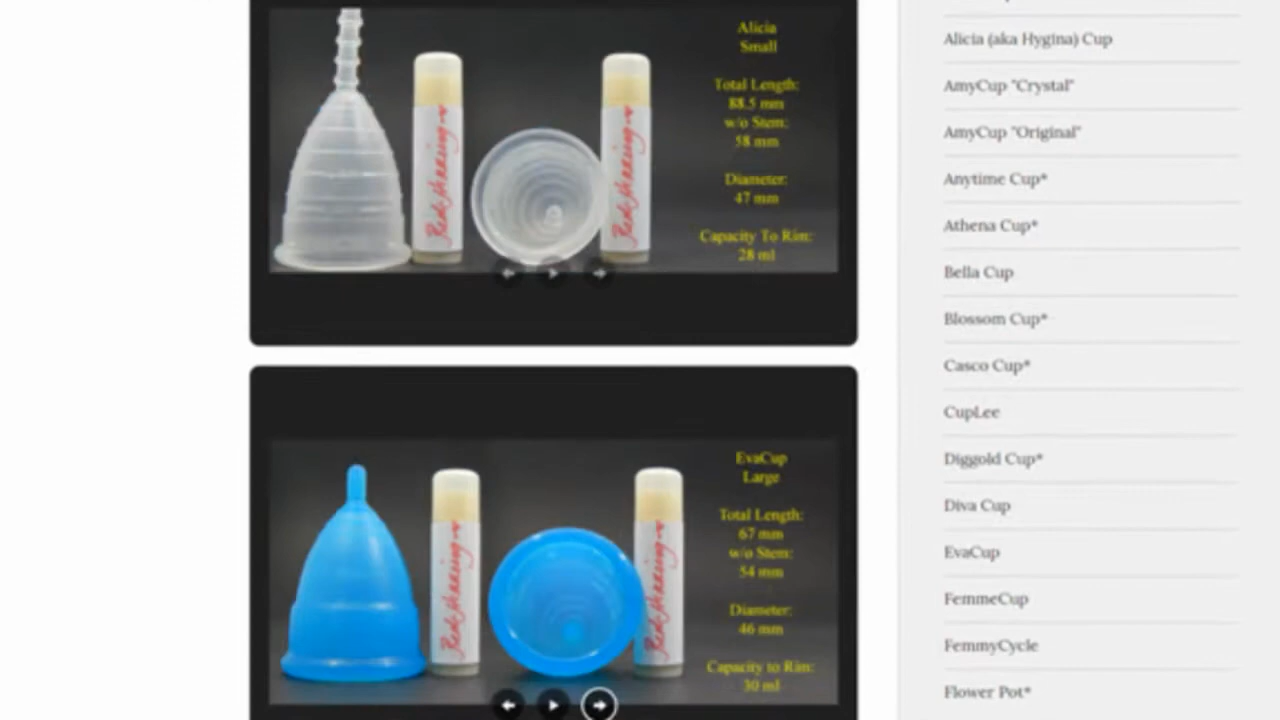 Alicia
Small
Total Length:
88.5 mm
w/o Stem:
58 mm
Diameter:
47 mm
Capacity To Rim:
28 ml
EvaCup
Large
Total Length:
67 mm
w/o Stem:
54 mm
Diameter:
46 mm
Capacity to Rim:
30 ml
Alicia (aka Hygina) Cup
AmyCup "Crystal"
AmyCup "Original"
Anytime Cup*
Athena Cup*
Bella Cup
Blossom Cup*
Casco Cup*
CupLee
Diggold Cup*
Diva Cup
EvaCup
FemmeCup
FemmyCycle
Flower Pot*